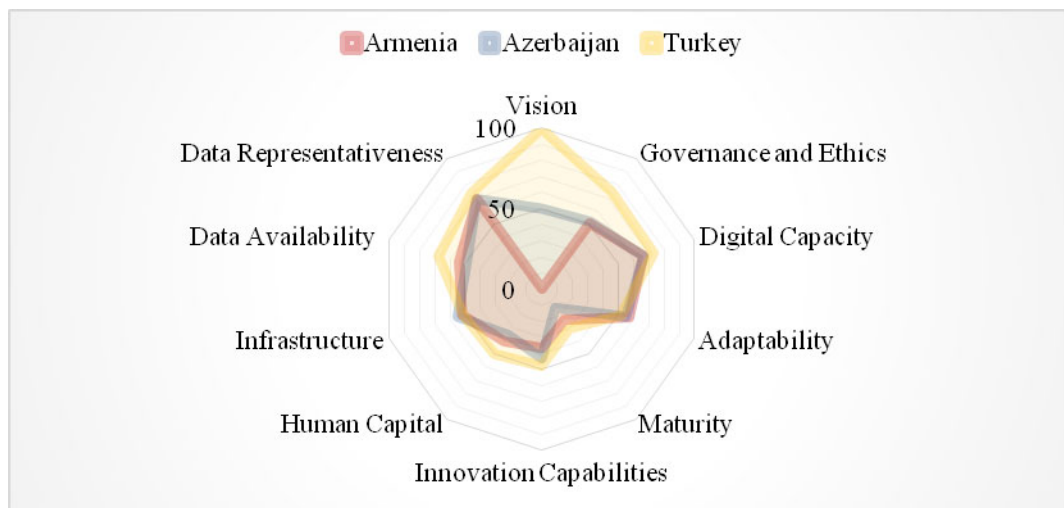 Armenia Azerbaijan Turkey
Vision
100
Data Representativeness
Governance and Ethics
50
Data Availability
Digital Capacity
0
Infrastructure
Adaptability
Human Capital
Maturity
Innovation Capabilities